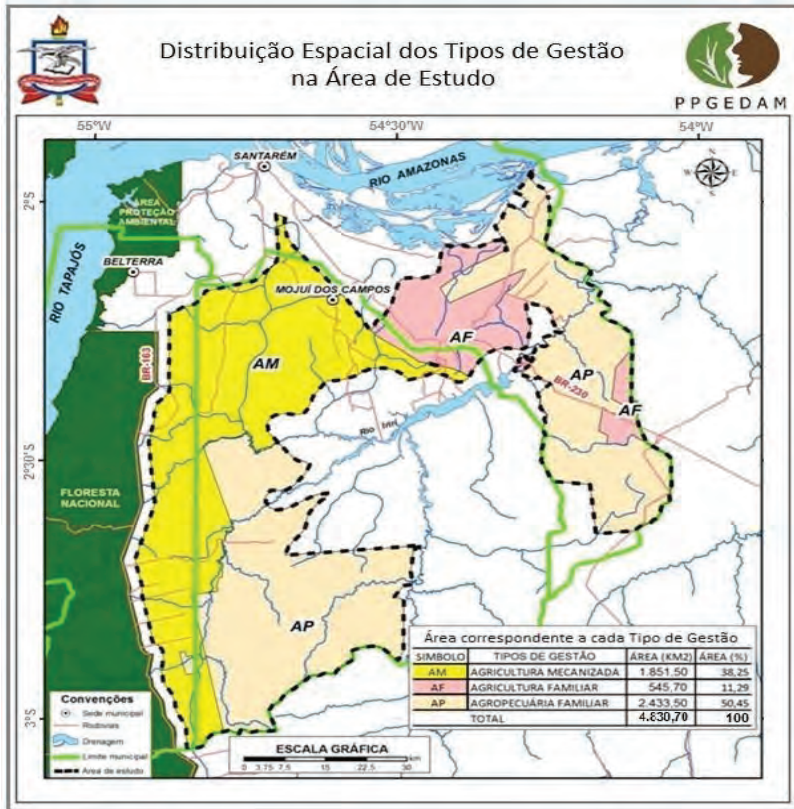 Distribuição Espacial dos Tipos de Gestão
na Área de Estudo
PPGEDAM
55°W
54°30'W
54°W
SANTARÉM
RIO AMAZONAS
N
W
E
S
2°S
ÁREA
PROTEÇÃO
AMBIENTAL
RIO TAPAJÓS
BELTERRA
MOJUÍ DOS CAMPOS
BR-163
AM
AF
AP
BR-230
AF
2°30'S
FLORESTA
NACIONAL
AP
3°S
Área correspondente a cada Tipo de Gestão
SIMBOLO TIPOS DE GESTÃO ÁREA (KM2) ÁREA (%)
AM AGRICULTURA MECANIZADA 1.851,50 38,25
AF AGRICULTURA FAMILIAR 545,70 11,29
AP AGROPECUÁRIA FAMILIAR 2.433,50 50,45
TOTAL 4.830,70 100
Convenções
Sede municipal
Rodovias
Drenagem
Limite municipal
Área de estudo
ESCALA GRÁFICA
0 3,75 7,5 15 22,5 30 km